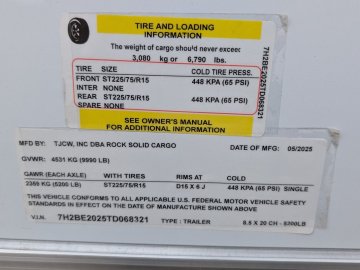 TIRE AND LOADING
INFORMATION
The weight of cargo should never exceed
3,080 kg or 6,790 lbs.
TIRE SIZE COLD TIRE PRESS.
FRONT ST225/75/R15 448 KPA (65 PSI)
INTER NONE
REAR ST225/75/R15 448 KPA (65 PSI)
SPARE NONE
SEE OWNER'S MANUAL
FOR ADDITIONAL INFORMATION
7H2BE2025TD068321
MFD BY: TJCW, INC DBA ROCK SOLID CARGO DATE OF MFG: 05/2025
GVWR: 4531 KG (9990 LB)
GAWR (EACH AXLE) WITH TIRES RIMS AT COLD
2359 KG (5200 LB) ST225/75/R15 D15 X 6 J 448 KPA (65 PSI) SINGLE
THIS VEHICLE CONFORMS TO ALL APPLICABLE U.S. FEDERAL MOTOR VEHICLE SAFETY
STANDARDS IN EFFECT ON THE DATE OF MANUFACTURE SHOWN ABOVE
V.I.N. 7H2BE2025TD068321 TYPE : TRAILER 8.5 X 20 CH - 5200LB